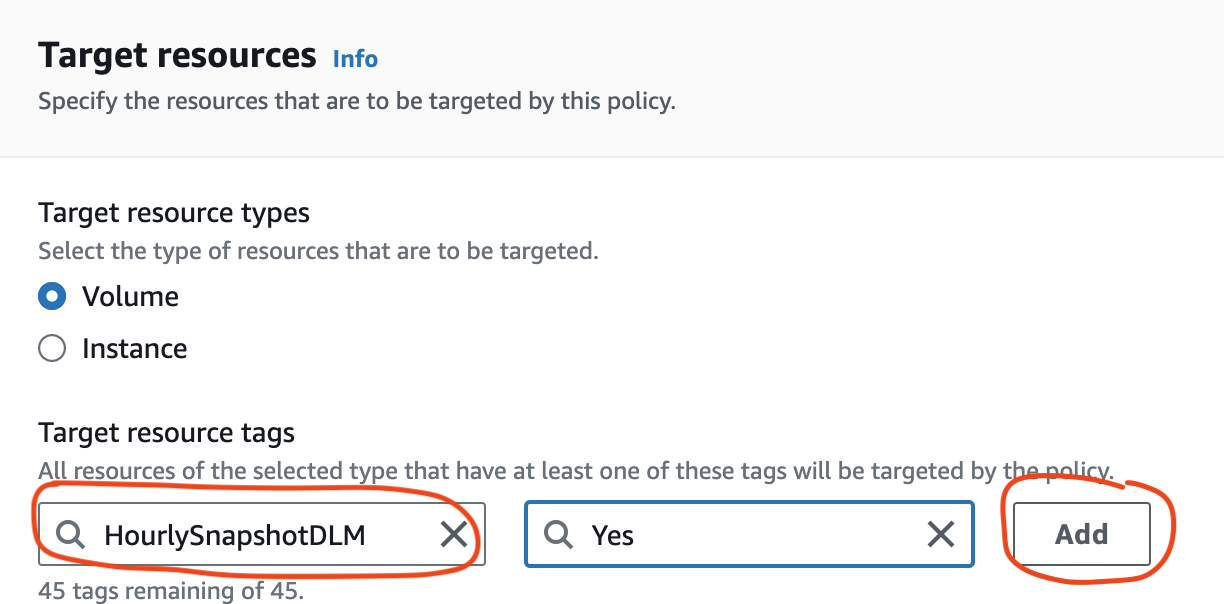 Target resources Info
Specify the resources that are to be targeted by this policy.
Target resource types
Select the type of resources that are to be targeted.
Volume
Instance
Target resource tags
All resources of the selected type that have at least one of these tags will be targeted by the policy.
HourlySnapshotDLM Yes Add
45 tags remaining of 45.